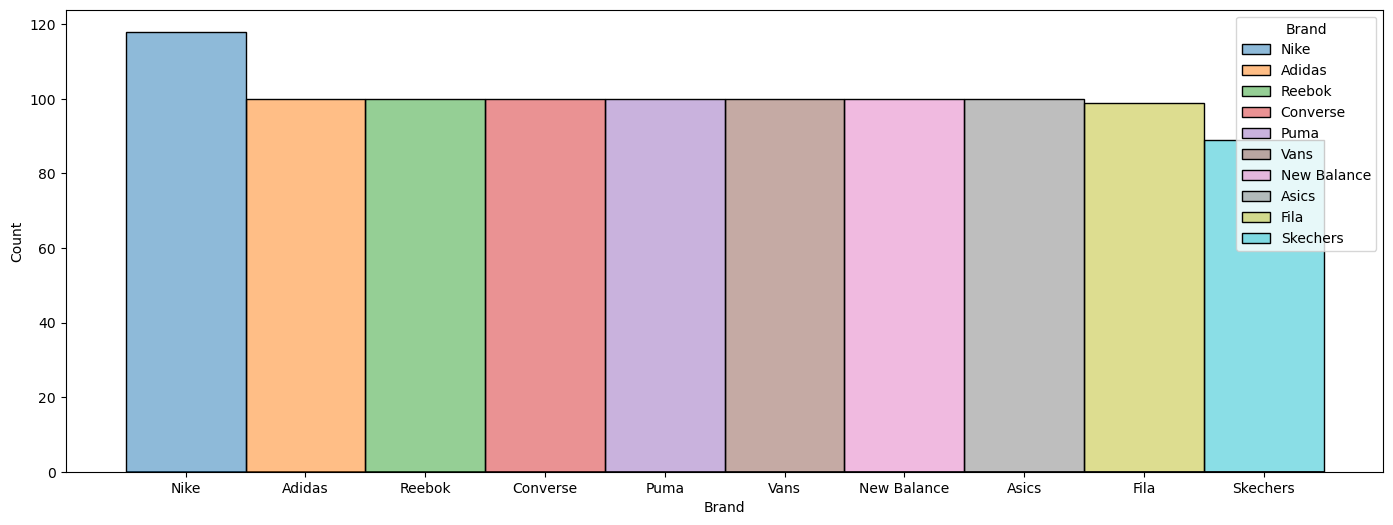 120
100
80
60
40
20
0
Count
Nike
Adidas
Reebok
Converse
Puma
Vans
New Balance
Asics
Fila
Skechers
Brand
Brand
Nike
Adidas
Reebok
Converse
Puma
Vans
New Balance
Asics
Fila
Skechers